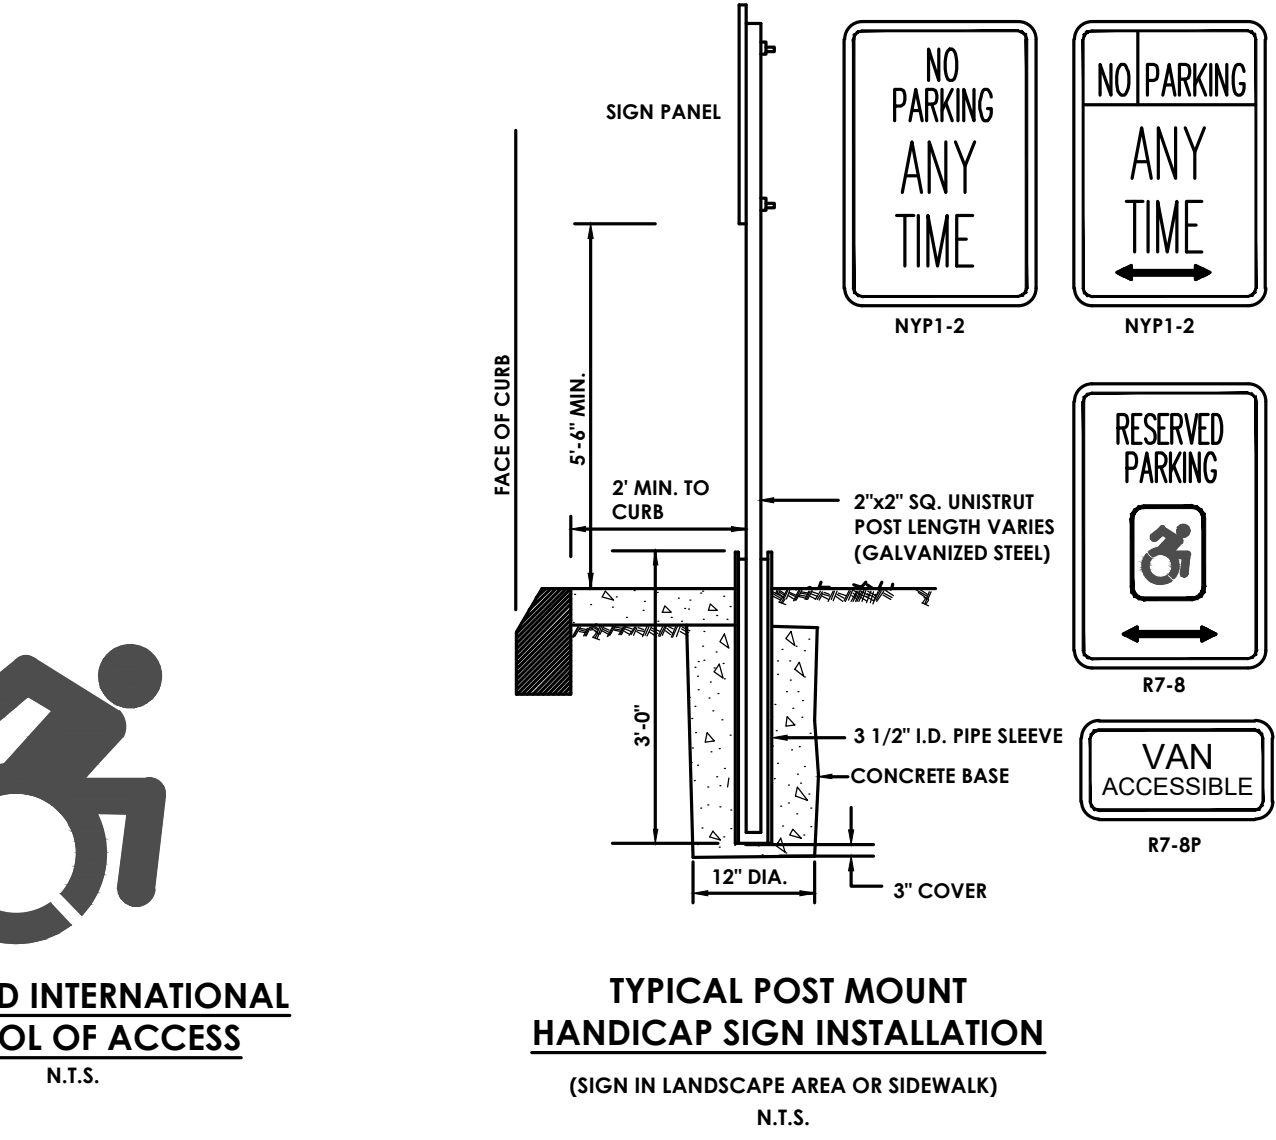 SIGN PANEL
FACE OF CURB
5'-6" MIN.
2' MIN. TO
CURB
3'-0"
12" DIA.
2"x2" SQ. UNISTRUT
POST LENGTH VARIES
(GALVANIZED STEEL)
3 1/2" I.D. PIPE SLEEVE
CONCRETE BASE
3" COVER
NO
PARKING
ANY
TIME
NYP1-2
NO PARKING
ANY
TIME
NYP1-2
RESERVED
PARKING
R7-8
VAN
ACCESSIBLE
R7-8P
D INTERNATIONAL
OL OF ACCESS
N.T.S.
TYPICAL POST MOUNT
HANDICAP SIGN INSTALLATION
(SIGN IN LANDSCAPE AREA OR SIDEWALK)
N.T.S.